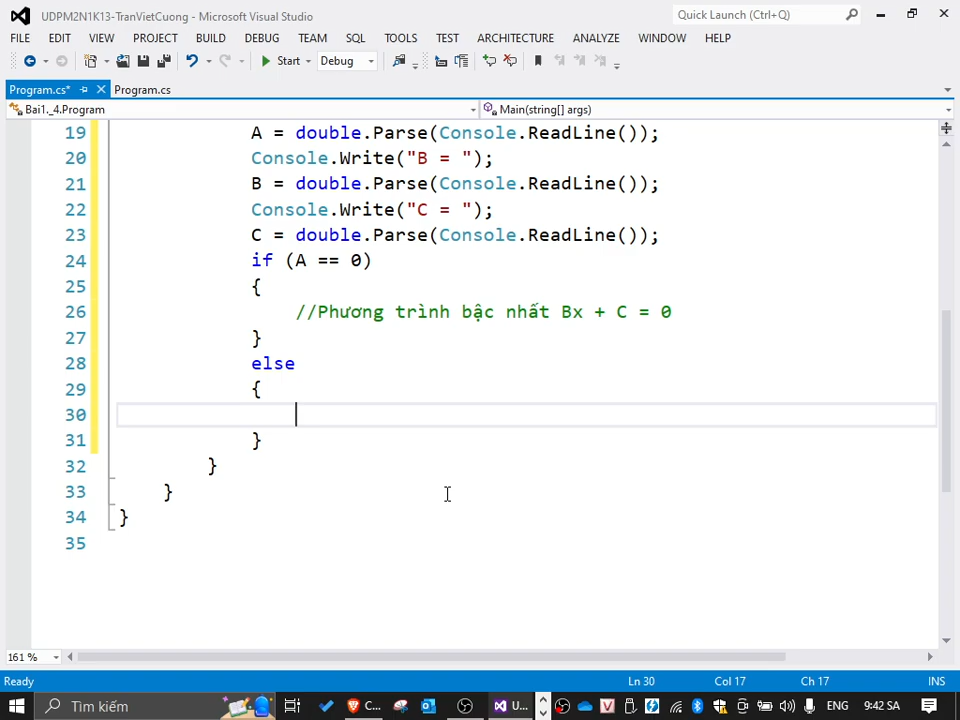 UDPM2N1K13-TranVietCuong - Microsoft Visual Studio
Quick Launch (Ctrl+Q)
FILE EDIT VIEW PROJECT BUILD DEBUG TEAM SQL TOOLS TEST ARCHITECTURE ANALYZE WINDOW HELP
Start Debug
Program.cs* Program.cs
Bai1._4.Program Main(string[] args)
19 A = double.Parse(Console.ReadLine());
20 Console.Write("B = ");
21 B = double.Parse(Console.ReadLine());
22 Console.Write("C = ");
23 C = double.Parse(Console.ReadLine());
24 if (A == 0)
25 {
26 //Phương trình bậc nhất Bx + C = 0
27 }
28 else
29 {
30
31 }
32 }
33 }
34 }
35
161 %
Ready Ln 30 Col 17 Ch 17 INS
Tìm kiếm C... U... ENG 9:42 SA